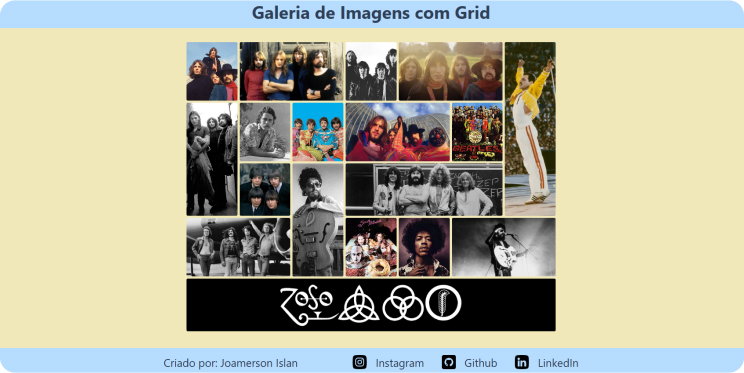 Galeria de Imagens com Grid
BEATLES
ZEP
ZoSo
Criado por: Joamerson Islan
Instagram
Github
LinkedIn